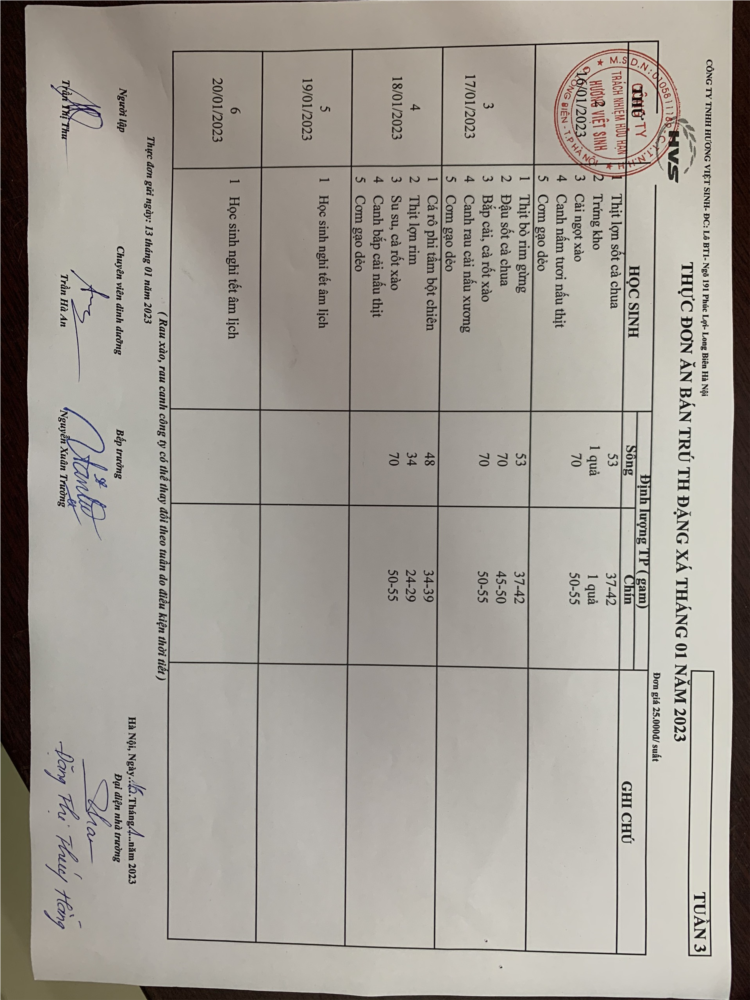 CÔNG TY TNHH HƯƠNG VIỆT SINH- ĐC: Lô BT1- Ngõ 191 Phúc Lợi- Long Biên Hà Nội
HVS
TUẦN 3
THỰC ĐƠN ĂN BÁN TRÚ TH ĐẶNG XÁ THÁNG 01 NĂM 2023
Đơn giá 25.000đ/ suất
THỨ HỌC SINH Định lượng TP ( gam) GHI CHÚ
Sống Chín
M.S.D.N: CÔNG TY
TRÁCH NHIỆM HỮU HẠN
HƯƠNG VIỆT SINH
Q. LONG BIÊN - T.P HÀ NỘI
2
16/01/2023
1 Thịt lợn sốt cà chua 53 37-42
2 Trứng kho 1 quả 1 quả
3 Cải ngọt xào 70 50-55
4 Canh nấm tươi nấu thịt
5 Cơm gạo dẻo
3
17/01/2023
1 Thịt bò rim gừng 53 37-42
2 Đậu sốt cà chua 70 45-50
3 Bắp cải, cà rốt xào 70 50-55
4 Canh rau cải nấu xương
5 Cơm gạo dẻo
4
18/01/2023
1 Cá rô phi tẩm bột chiên 48 34-39
2 Thịt lợn rim 34 24-29
3 Su su, cà rốt xào 70 50-55
4 Canh bắp cải nấu thịt
5 Cơm gạo dẻo
5
19/01/2023
1 Học sinh nghỉ tết âm lịch
6
20/01/2023
1 Học sinh nghỉ tết âm lịch
( Rau xào, rau canh công ty có thể thay đổi theo tuần do điều kiện thời tiết )
Thực đơn gửi ngày: 13 tháng 01 năm 2023
Hà Nội, Ngày..16.Tháng.1...năm 2023
Người lập Chuyên viên dinh dưỡng Bếp trưởng Đại diện nhà trường
Trần Thị Thu Trần Hà An Nguyễn Xuân Trường
Đặng Thị Thúy Hằng